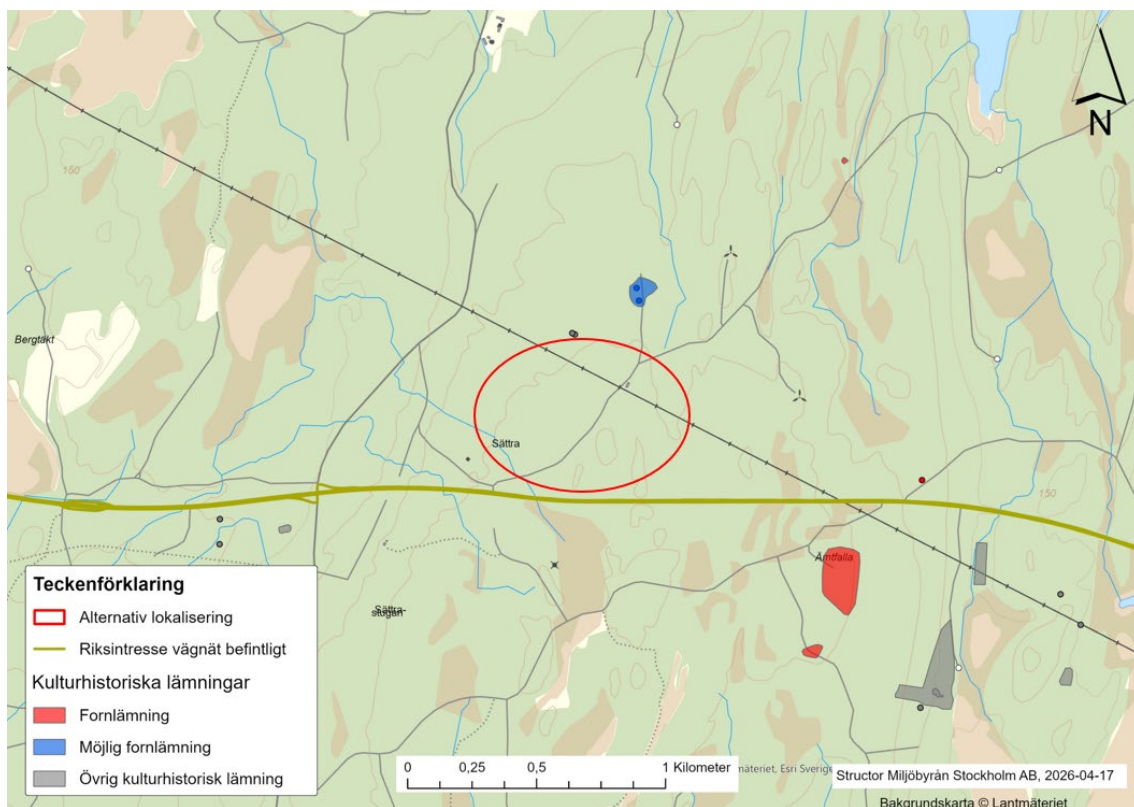 150
N
Bergtäkt
Sättra
150
Ämtfalla
Sättra-
stugan
Teckenförklaring
Alternativ lokalisering
Riksintresse vägnät befintligt
Kulturhistoriska lämningar
Fornlämning
Möjlig fornlämning
Övrig kulturhistorisk lämning
0 0,25 0,5 1 Kilometer
mäteriet, Esri Sverige
Structor Miljöbyrån Stockholm AB, 2026-04-17
Bakgrundskarta © Lantmäteriet